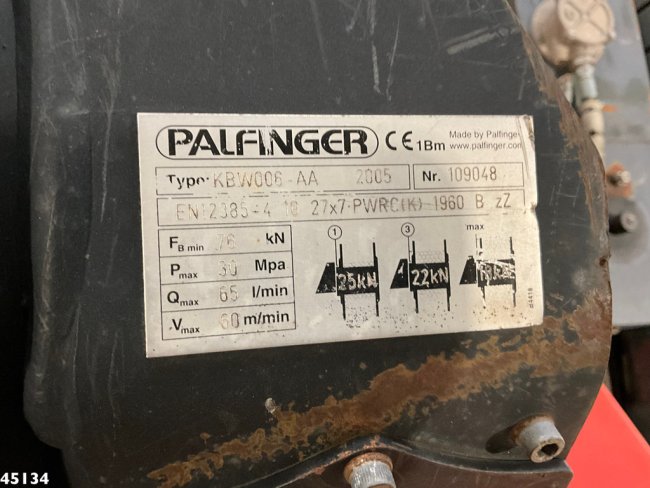 PALFINGER CE 1Bm Made by Palfinger
www.palfinger.com
Type: KBW006-AA 2005 Nr. 109048
EN12385-4 10 27x7-PWRC(K)-1960 B zZ
FB min 76 kN
Pmax 30 Mpa
Qmax 65 l/min
Vmax 60 m/min
1 3 max
25kN 22kN
d4418
45134